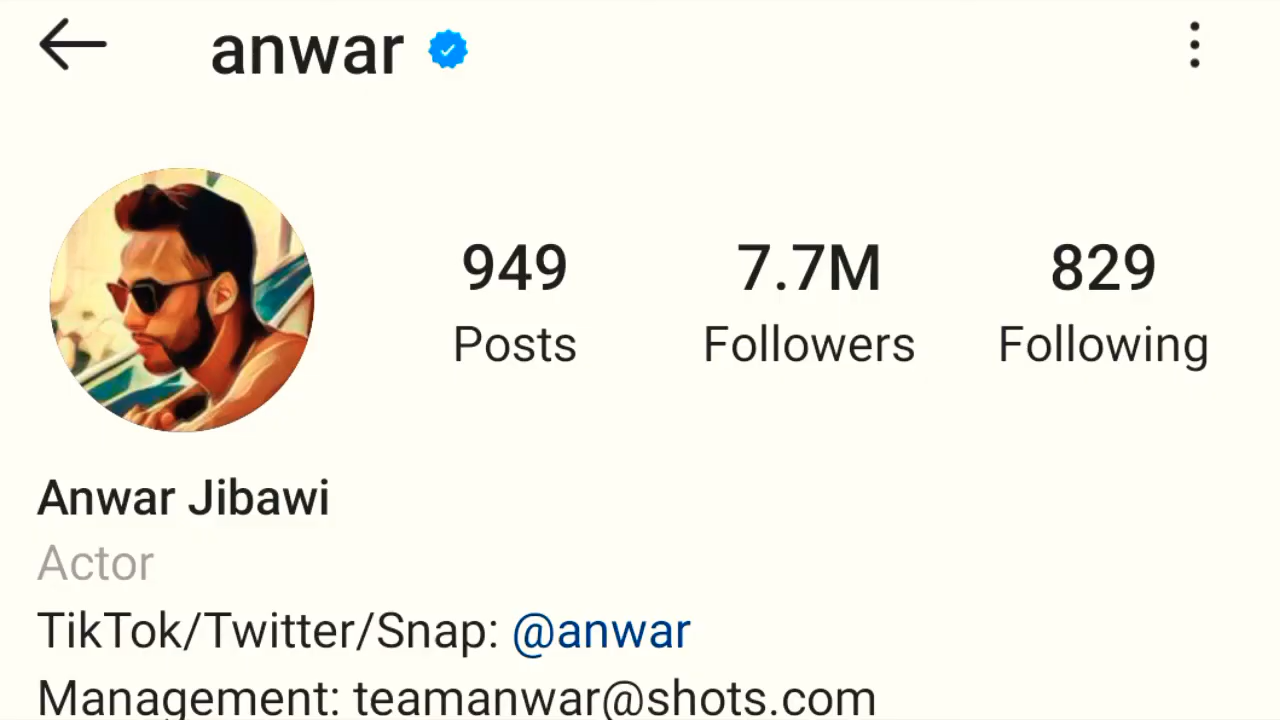 anwar
949 7.7M 829
Posts Followers Following
Anwar Jibawi
Actor
TikTok/Twitter/Snap: @anwar
Management: teamanwar@shots.com